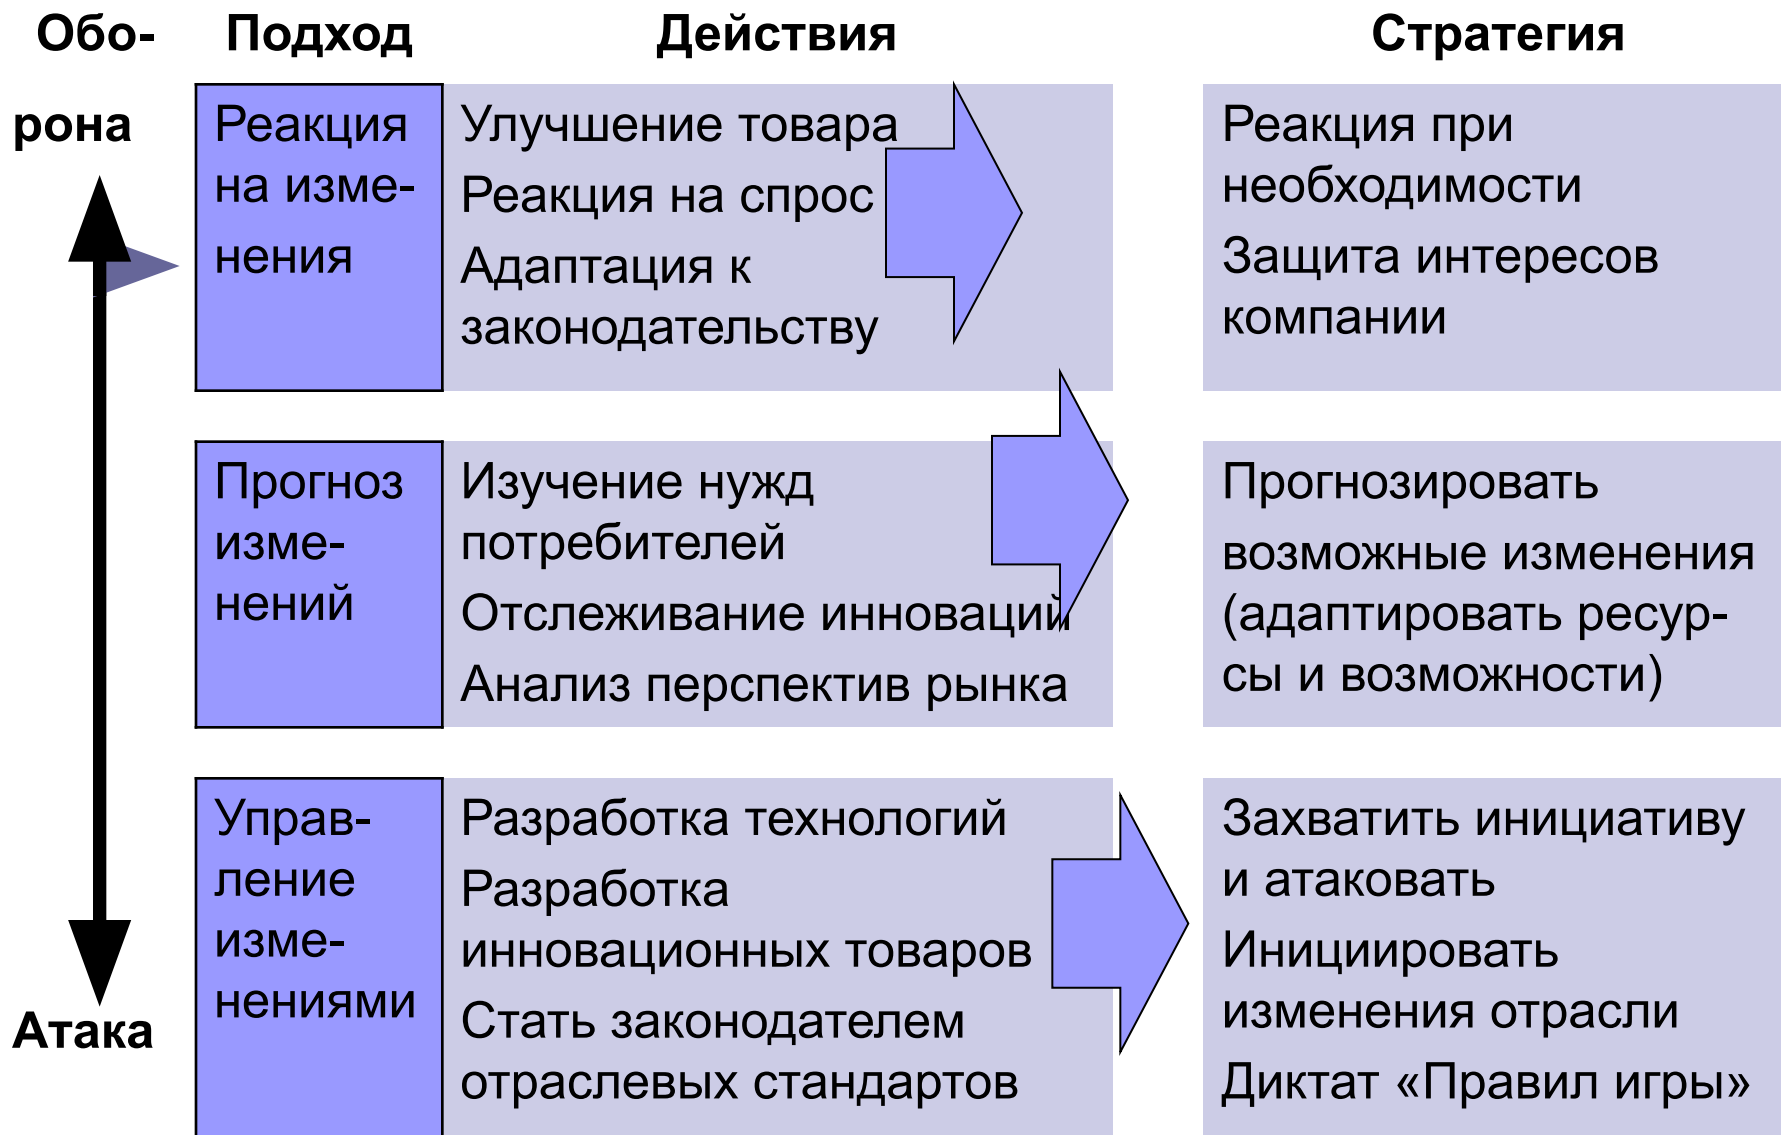 Обо-
рона
Подход
Действия
Стратегия
Реакция
на изме-
нения
Улучшение товара
Реакция на спрос
Адаптация к
законодательству
Реакция при
необходимости
Защита интересов
компании
Прогноз
изме-
нений
Изучение нужд
потребителей
Отслеживание инноваций
Анализ перспектив рынка
Прогнозировать
возможные изменения
(адаптировать ресур-
сы и возможности)
Управ-
ление
изме-
нениями
Разработка технологий
Разработка
инновационных товаров
Стать законодателем
отраслевых стандартов
Захватить инициативу
и атаковать
Инициировать
изменения отрасли
Диктат «Правил игры»
Атака